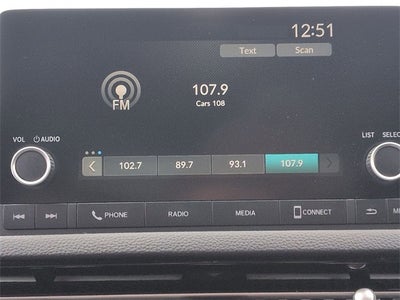 12:51
Text Scan
107.9
FM
Cars 108
VOL AUDIO
LIST SELEC
102.7 89.7 93.1 107.9
PHONE RADIO MEDIA CONNECT